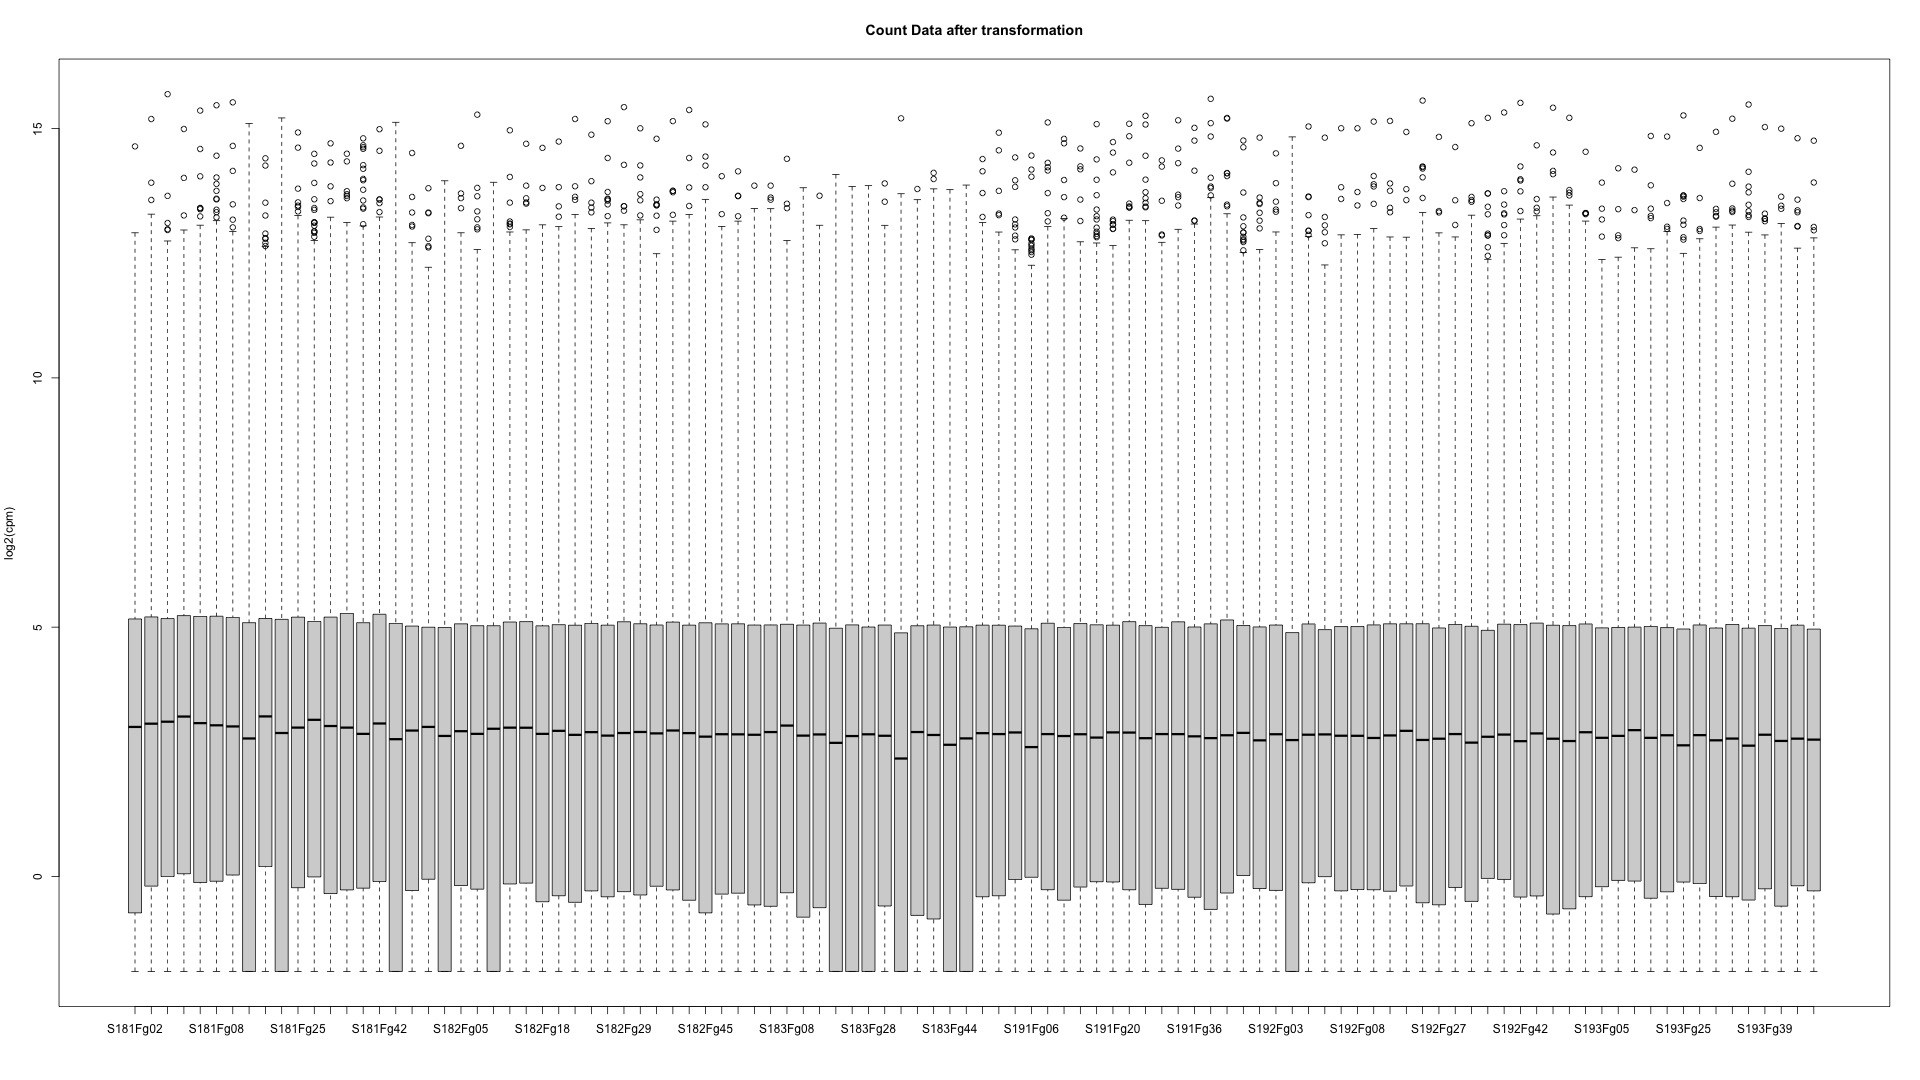 Count Data after transformation
15
10
5
0
log2(cpm)
S181Fg02 S181Fg08 S181Fg25 S181Fg42 S182Fg05 S182Fg18 S182Fg29 S182Fg45 S183Fg08 S183Fg28 S183Fg44 S191Fg06 S191Fg20 S191Fg36 S192Fg03 S192Fg08 S192Fg27 S192Fg42 S193Fg05 S193Fg25 S193Fg39